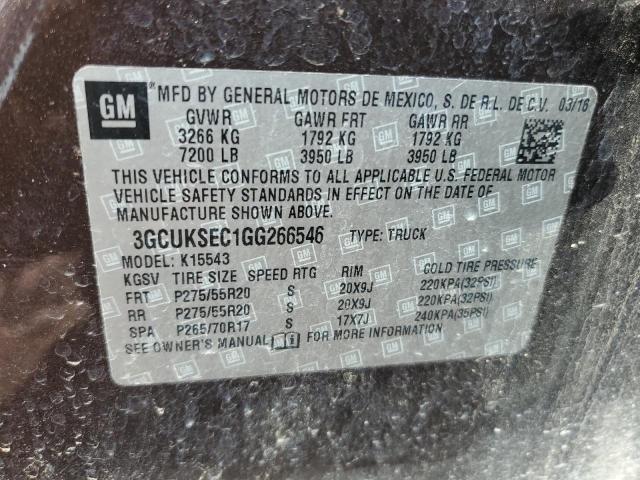 GM MFD BY GENERAL MOTORS DE MEXICO, S. DE R.L. DE C.V. 03/16
GVWR GAWR FRT GAWR RR
3266 KG 1792 KG 1792 KG
7200 LB 3950 LB 3950 LB
THIS VEHICLE CONFORMS TO ALL APPLICABLE U.S. FEDERAL MOTOR
VEHICLE SAFETY STANDARDS IN EFFECT ON THE DATE OF
MANUFACTURE SHOWN ABOVE.
3GCUKSEC1GG266546 TYPE: TRUCK
MODEL: K15543
KGSV TIRE SIZE SPEED RTG RIM COLD TIRE PRESSURE
FRT P275/55R20 S 20X9J 220KPA(32PSI)
RR P275/55R20 S 20X9J 220KPA(32PSI)
SPA P265/70R17 S 17X7J 240KPA(35PSI)
SEE OWNER'S MANUAL FOR MORE INFORMATION